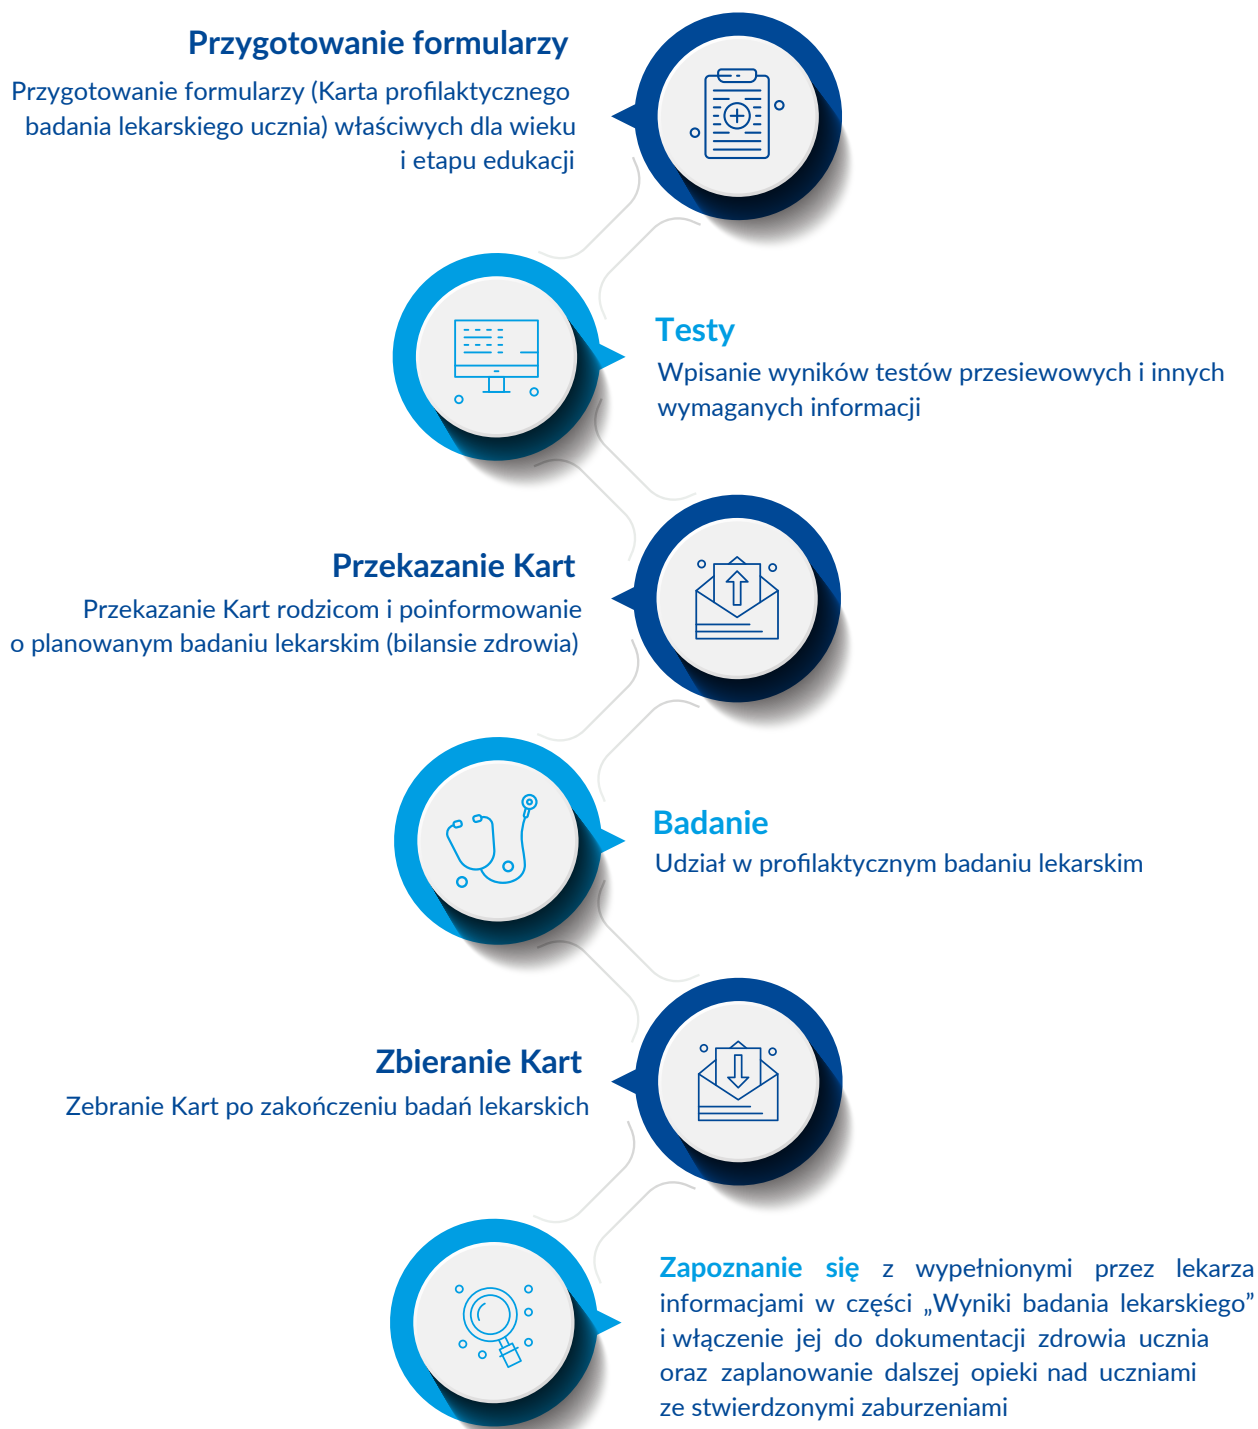 Przygotowanie formularzy
Przygotowanie formularzy (Karta profilaktycznego
badania lekarskiego ucznia) właściwych dla wieku
i etapu edukacji
Testy
Wpisanie wyników testów przesiewowych i innych
wymaganych informacji
Przekazanie Kart
Przekazanie Kart rodzicom i poinformowanie
o planowanym badaniu lekarskim (bilansie zdrowia)
Badanie
Udział w profilaktycznym badaniu lekarskim
Zbieranie Kart
Zebranie Kart po zakończeniu badań lekarskich
Zapoznanie się z wypełnionymi przez lekarza
informacjami w części „Wyniki badania lekarskiego”
i włączenie jej do dokumentacji zdrowia ucznia
oraz zaplanowanie dalszej opieki nad uczniami
ze stwierdzonymi zaburzeniami